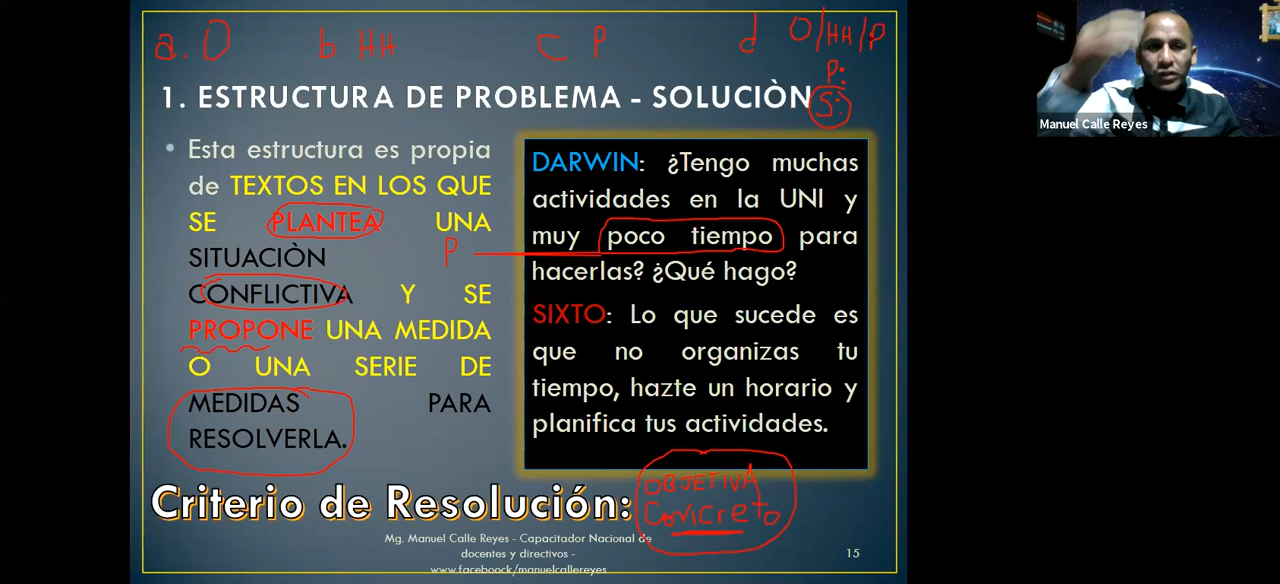 a. O b HH c P d O/HH/P
P:
1. ESTRUCTURA DE PROBLEMA - SOLUCIÒN S:
• Esta estructura es propia
de TEXTOS EN LOS QUE
SE PLANTEA UNA
SITUACIÒN P
CONFLICTIVA Y SE
PROPONE UNA MEDIDA
O UNA SERIE DE
MEDIDAS PARA
RESOLVERLA.
DARWIN: ¿Tengo muchas
actividades en la UNI y
muy poco tiempo para
hacerlas? ¿Qué hago?
SIXTO: Lo que sucede es
que no organizas tu
tiempo, hazte un horario y
planifica tus actividades.
Criterio de Resolución:
OBJETIVA
Concreto
Mg. Manuel Calle Reyes - Capacitador Nacional de
docentes y directivos -
www.faceboock/manuelcallereyes
15
Manuel Calle Reyes